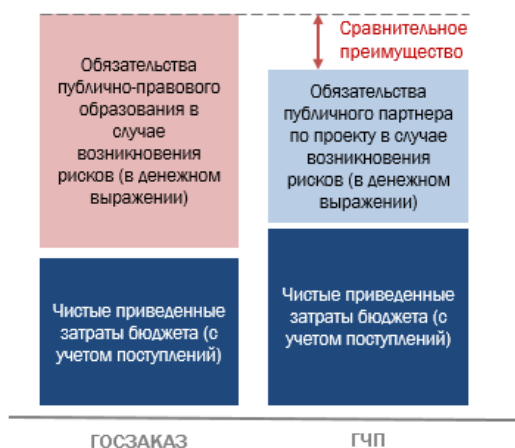 Сравнительное
преимущество
Обязательства
публично-правового
образования в
случае
возникновения
рисков (в денежном
выражении)
Обязательства
публичного партнера
по проекту в случае
возникновения
рисков (в денежном
выражении)
Чистые приведенные
затраты бюджета (с
учетом поступлений)
Чистые приведенные
затраты бюджета (с
учетом поступлений)
ГОСЗАКАЗ
ГЧП